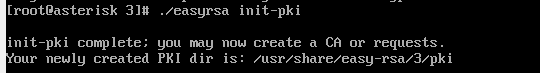 [root@asterisk 3]# ./easyrsa init-pki
init-pki complete; you may now create a CA or requests.
Your newly created PKI dir is: /usr/share/easy-rsa/3/pki